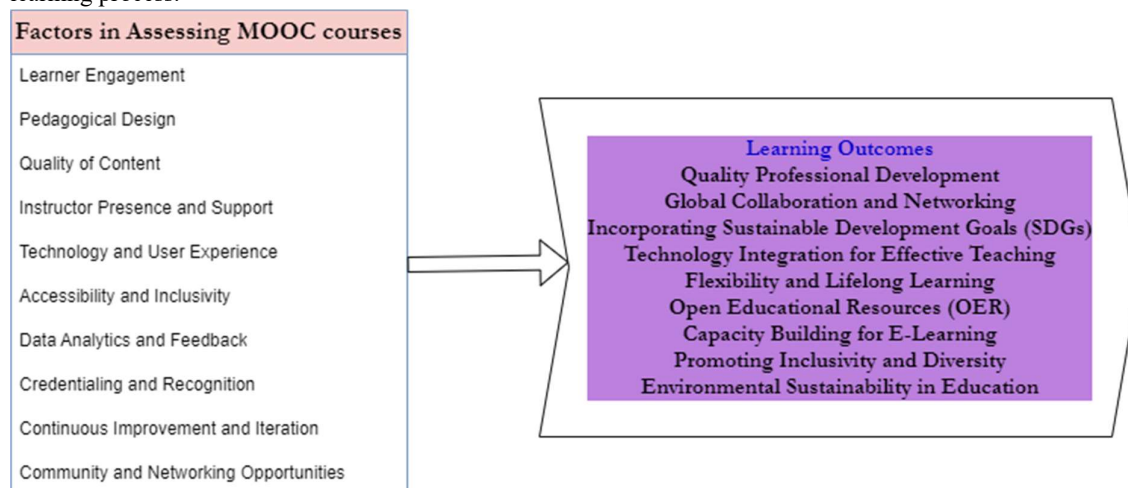 learning process.
Factors in Assessing MOOC courses
Learner Engagement
Pedagogical Design
Quality of Content
Instructor Presence and Support
Technology and User Experience
Accessibility and Inclusivity
Data Analytics and Feedback
Credentialing and Recognition
Continuous Improvement and Iteration
Community and Networking Opportunities
Learning Outcomes
Quality Professional Development
Global Collaboration and Networking
Incorporating Sustainable Development Goals (SDGs)
Technology Integration for Effective Teaching
Flexibility and Lifelong Learning
Open Educational Resources (OER)
Capacity Building for E-Learning
Promoting Inclusivity and Diversity
Environmental Sustainability in Education